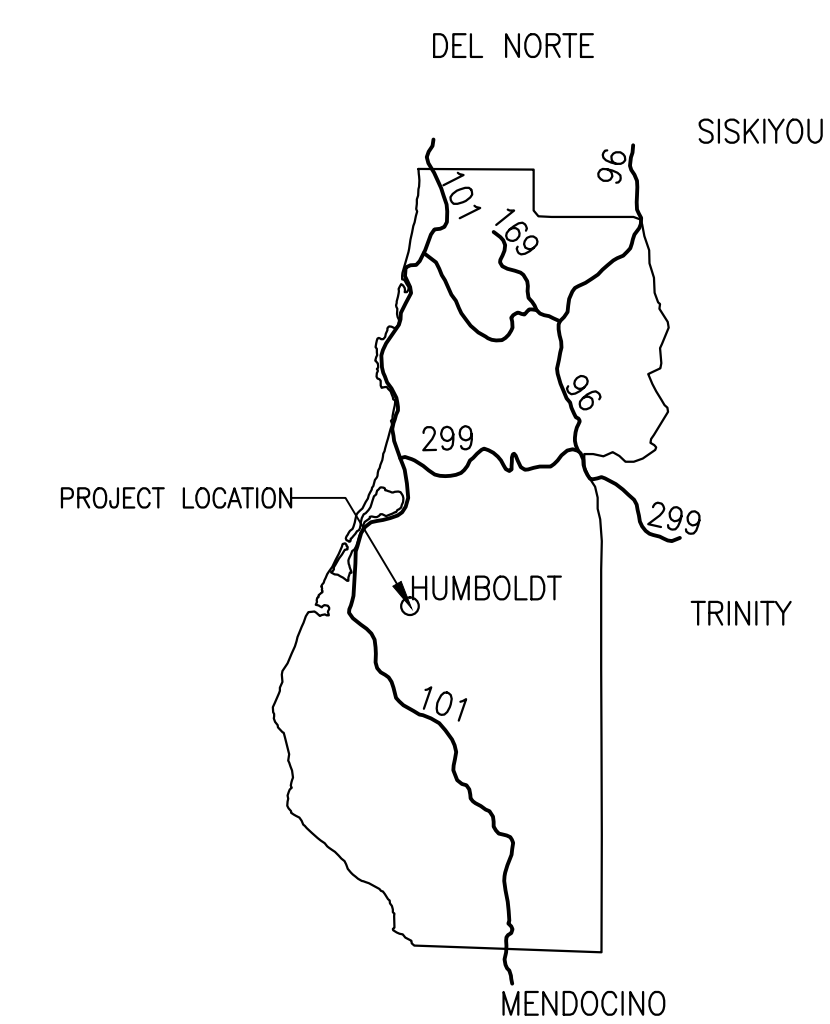 DEL NORTE
SISKIYOU
96
101
169
96
299
PROJECT LOCATION
299
HUMBOLDT
TRINITY
101
MENDOCINO